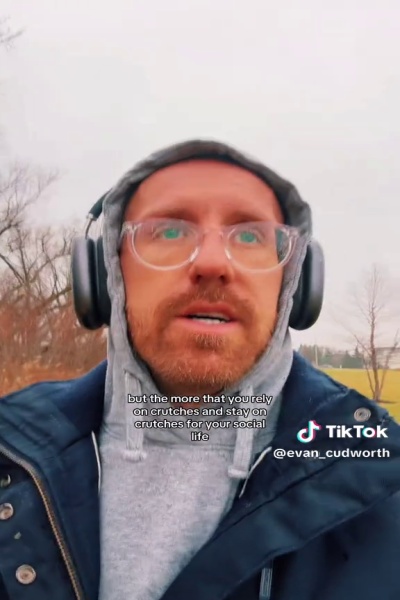 but the more that you rely
on crutches and stay on
crutches for your social
life
TikTok
@evan_cudworth